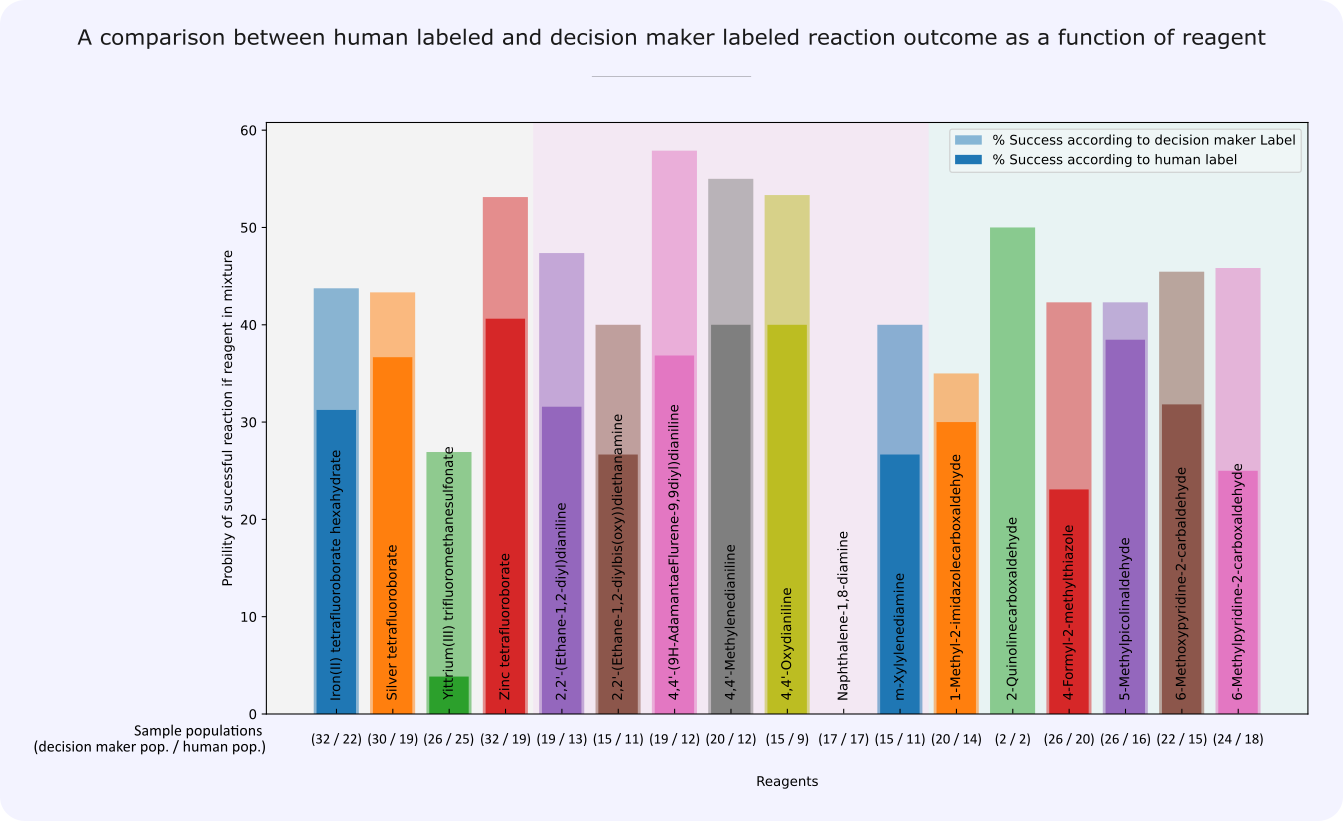 A comparison between human labeled and decision maker labeled reaction outcome as a function of reagent
% Success according to decision maker Label
% Success according to human label
Probility of sucessful reaction if reagent in mixture
60
50
40
30
20
10
0
Iron(II) tetrafluoroborate hexahydrate
Silver tetrafluoroborate
Yittrium(III) trifluoromethanesulfonate
Zinc tetrafluoroborate
2,2'-(Ethane-1,2-diyl)dianiline
2,2'-(Ethane-1,2-diylbis(oxy))diethanamine
4,4'-(9H-AdamantaeFlurene-9,9diyl)dianiline
4,4'-Methylenedianiline
4,4'-Oxydianiline
Naphthalene-1,8-diamine
m-Xylylenediamine
1-Methyl-2-imidazolecarboxaldehyde
2-Quinolinecarboxaldehyde
4-Formyl-2-methylthiazole
5-Methylpicolinaldehyde
6-Methoxypyridine-2-carbaldehyde
6-Methylpyridine-2-carboxaldehyde
Sample populations
(decision maker pop. / human pop.)
(32 / 22) (30 / 19) (26 / 25) (32 / 19) (19 / 13) (15 / 11) (19 / 12) (20 / 12) (15 / 9) (17 / 17) (15 / 11) (20 / 14) (2 / 2) (26 / 20) (26 / 16) (22 / 15) (24 / 18)
Reagents